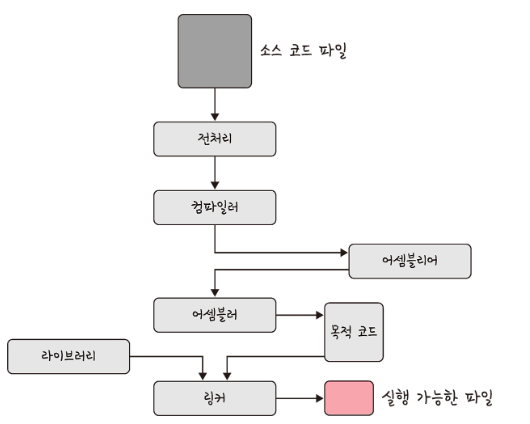 소스 코드 파일
전처리
컴파일러
어셈블리어
어셈블러
목적 코드
라이브러리
링커
실행 가능한 파일